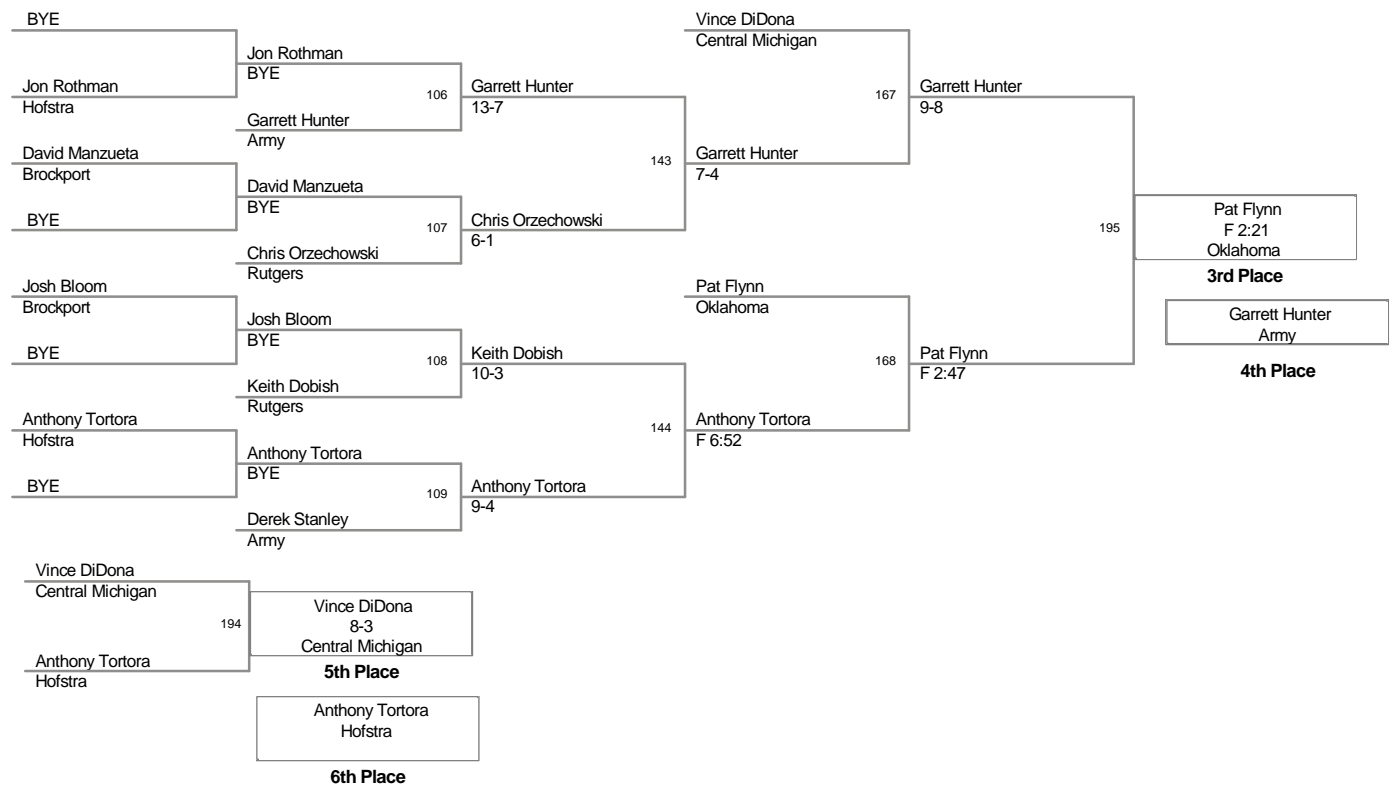 BYE
Jon Rothman
Hofstra
David Manzueta
Brockport
BYE
Josh Bloom
Brockport
BYE
Anthony Tortora
Hofstra
BYE
Jon Rothman
BYE
106
Garrett Hunter
Army
David Manzueta
BYE
107
Chris Orzechowski
Rutgers
Josh Bloom
BYE
108
Keith Dobish
Rutgers
Anthony Tortora
BYE
109
Derek Stanley
Army
Garrett Hunter
13-7
143
Chris Orzechowski
6-1
Keith Dobish
10-3
144
Anthony Tortora
9-4
Vince DiDona
Central Michigan
167
Garrett Hunter
7-4
Pat Flynn
Oklahoma
168
Anthony Tortora
F 6:52
Garrett Hunter
9-8
195
Pat Flynn
F 2:47
Pat Flynn
F 2:21
Oklahoma
3rd Place
Garrett Hunter
Army
4th Place
Vince DiDona
Central Michigan
194
Anthony Tortora
Hofstra
Vince DiDona
8-3
Central Michigan
5th Place
Anthony Tortora
Hofstra
6th Place